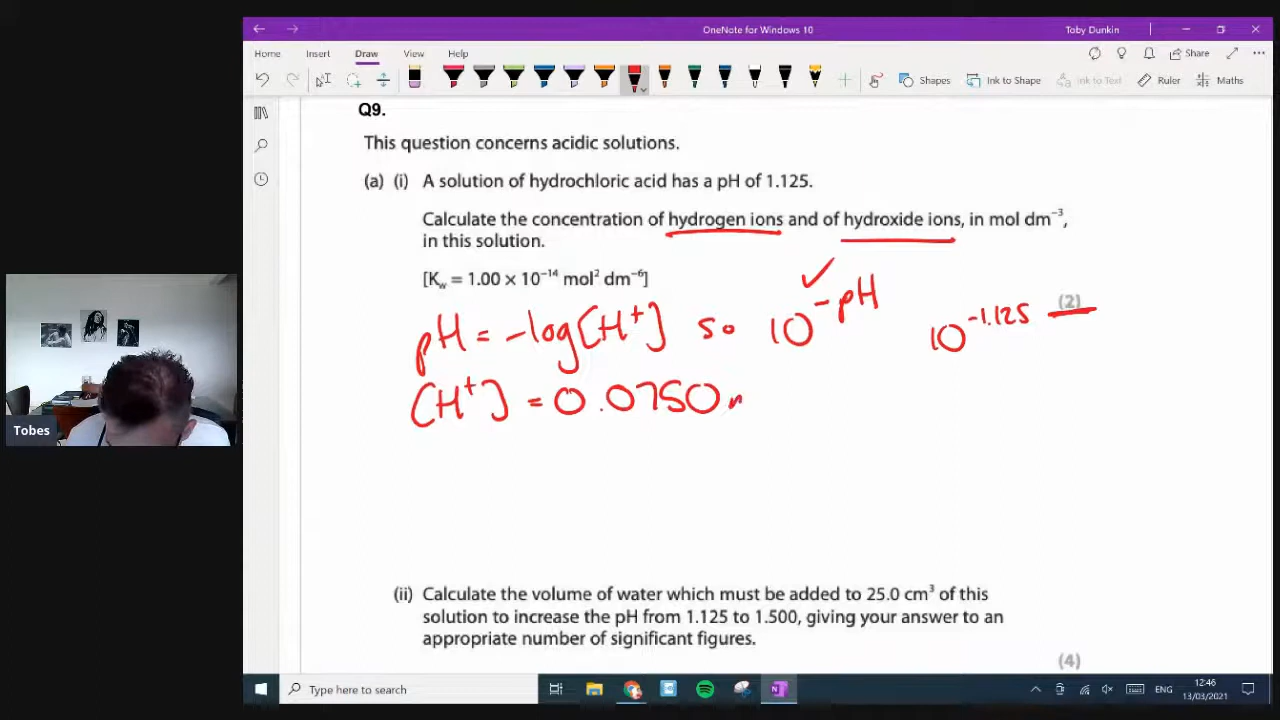 OneNote for Windows 10
Toby Dunkin
Home Insert Draw View Help
Share
Shapes Ink to Shape Ink to Text Ruler Maths
Q9.
This question concerns acidic solutions.
(a) (i) A solution of hydrochloric acid has a pH of 1.125.
Calculate the concentration of hydrogen ions and of hydroxide ions, in mol dm⁻³,
in this solution.
[Kw = 1.00 × 10⁻¹⁴ mol² dm⁻⁶]
(2)
pH = -log[H⁺] so 10^-pH 10^-1.125
[H⁺] = 0.0750
Tobes
(ii) Calculate the volume of water which must be added to 25.0 cm³ of this
solution to increase the pH from 1.125 to 1.500, giving your answer to an
appropriate number of significant figures.
(4)
Type here to search
ENG
12:46
13/03/2021